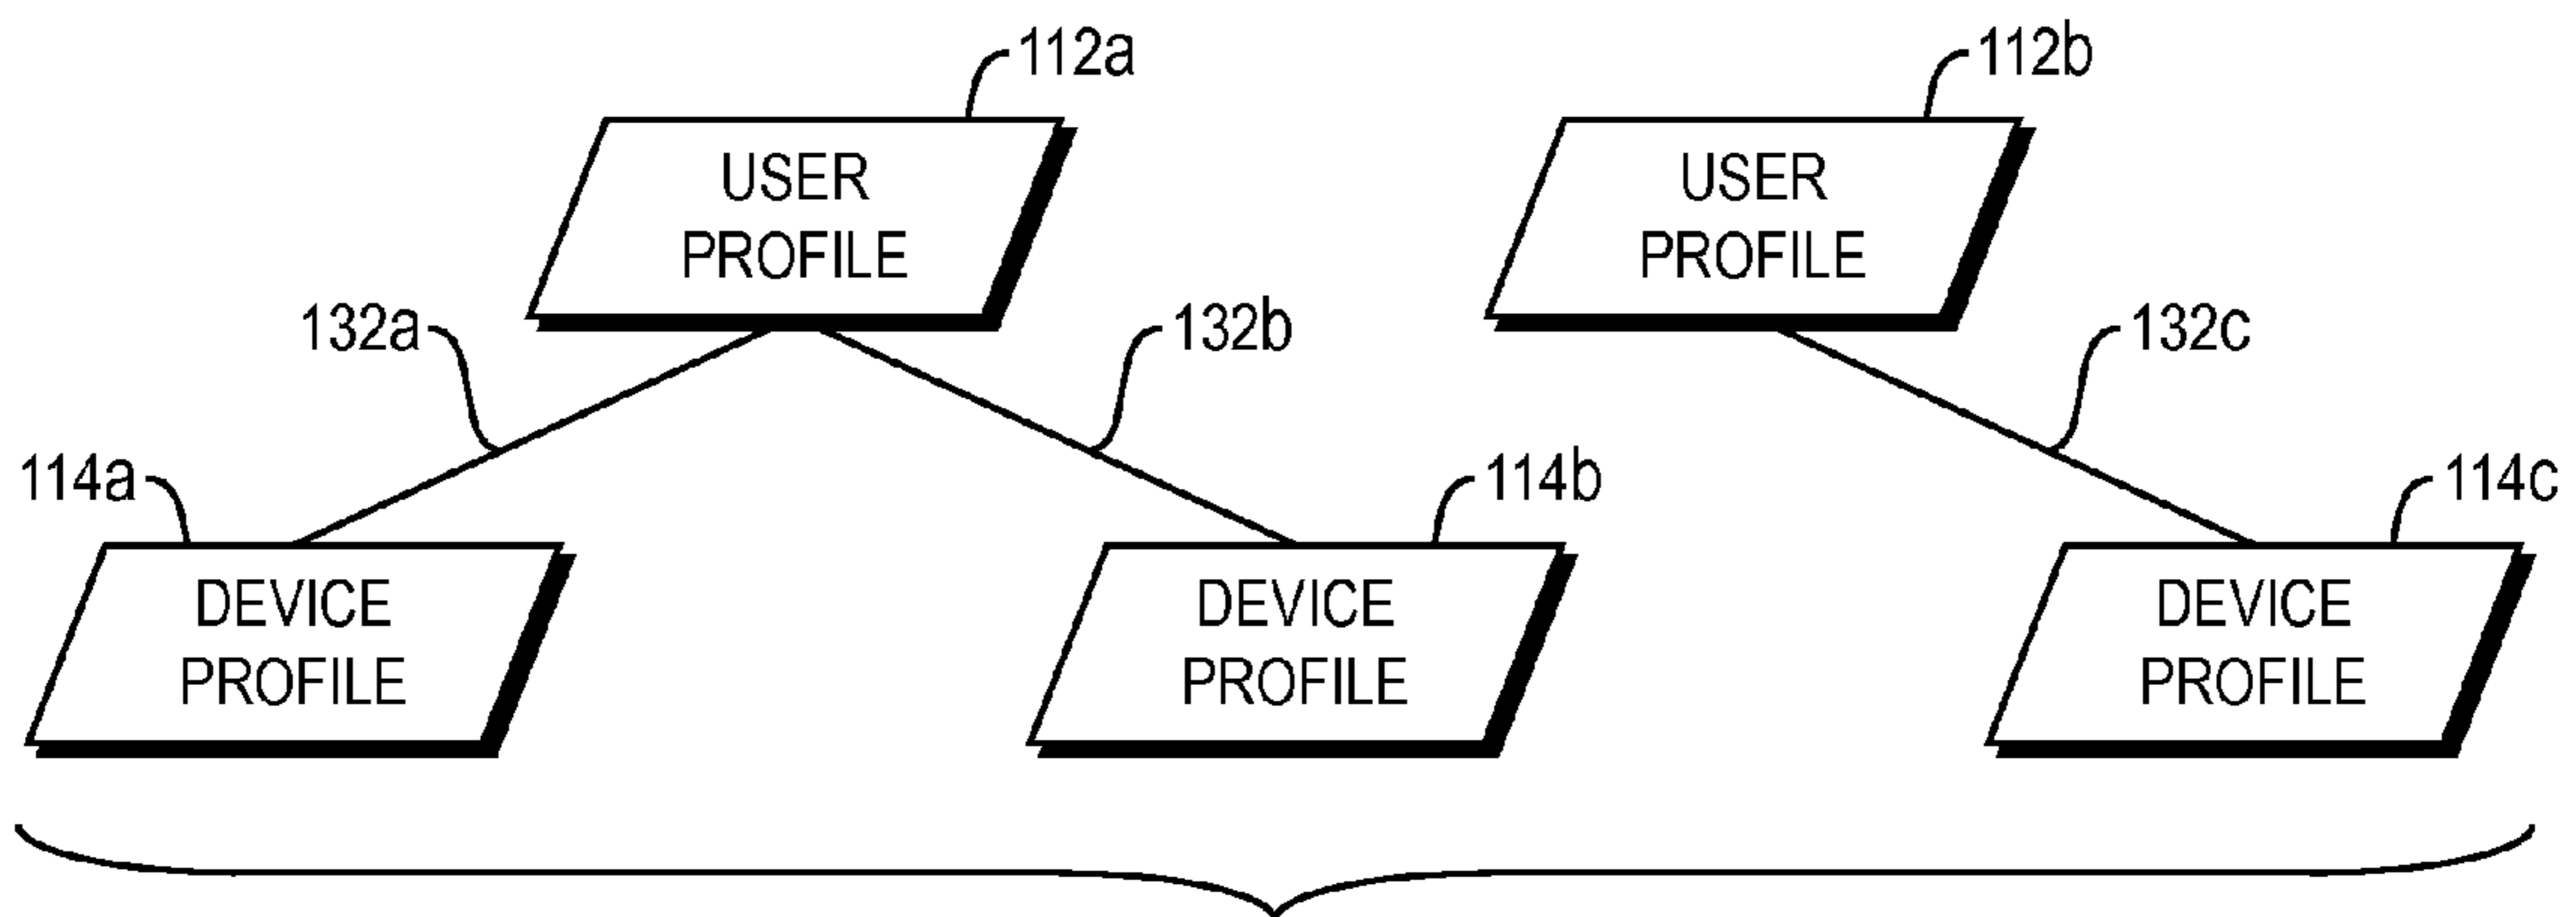 112a
112b
USER
PROFILE
USER
PROFILE
132a
132b
132c
114a
114b
114c
DEVICE
PROFILE
DEVICE
PROFILE
DEVICE
PROFILE